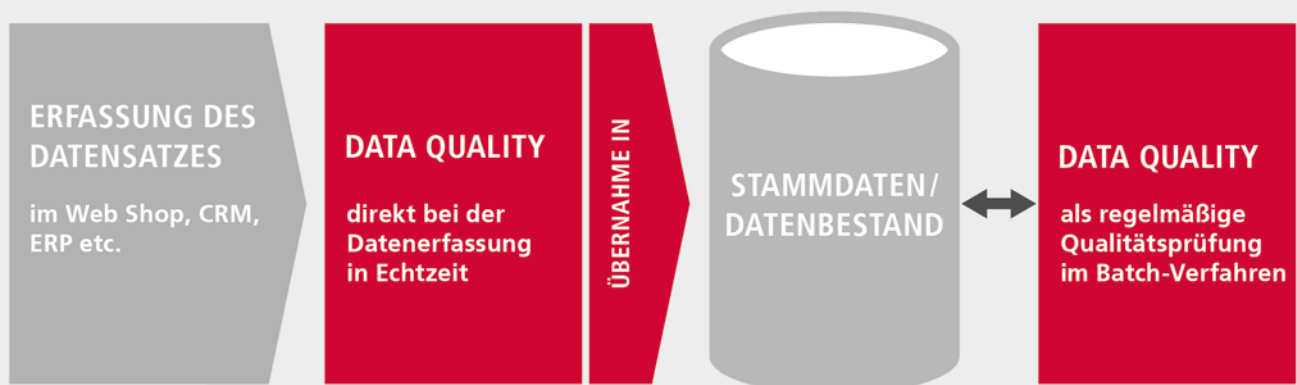 ERFASSUNG DES
DATENSATZES
im Web Shop, CRM,
ERP etc.
DATA QUALITY
direkt bei der
Datenerfassung
in Echtzeit
ÜBERNAHME IN
STAMMDATEN/
DATENBESTAND
DATA QUALITY
als regelmäßige
Qualitätsprüfung
im Batch-Verfahren